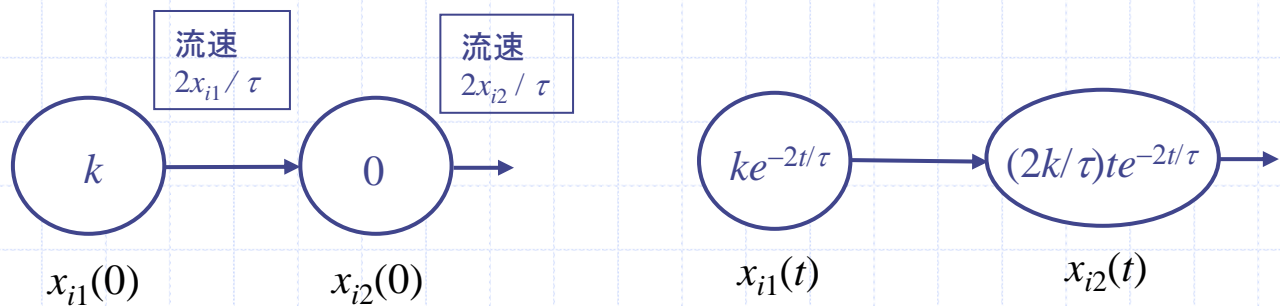 流速
2x_{i1} / τ
流速
2x_{i2} / τ
k
0
ke^{−2t/τ}
(2k/τ)te^{−2t/τ}
x_{i1}(0)
x_{i2}(0)
x_{i1}(t)
x_{i2}(t)